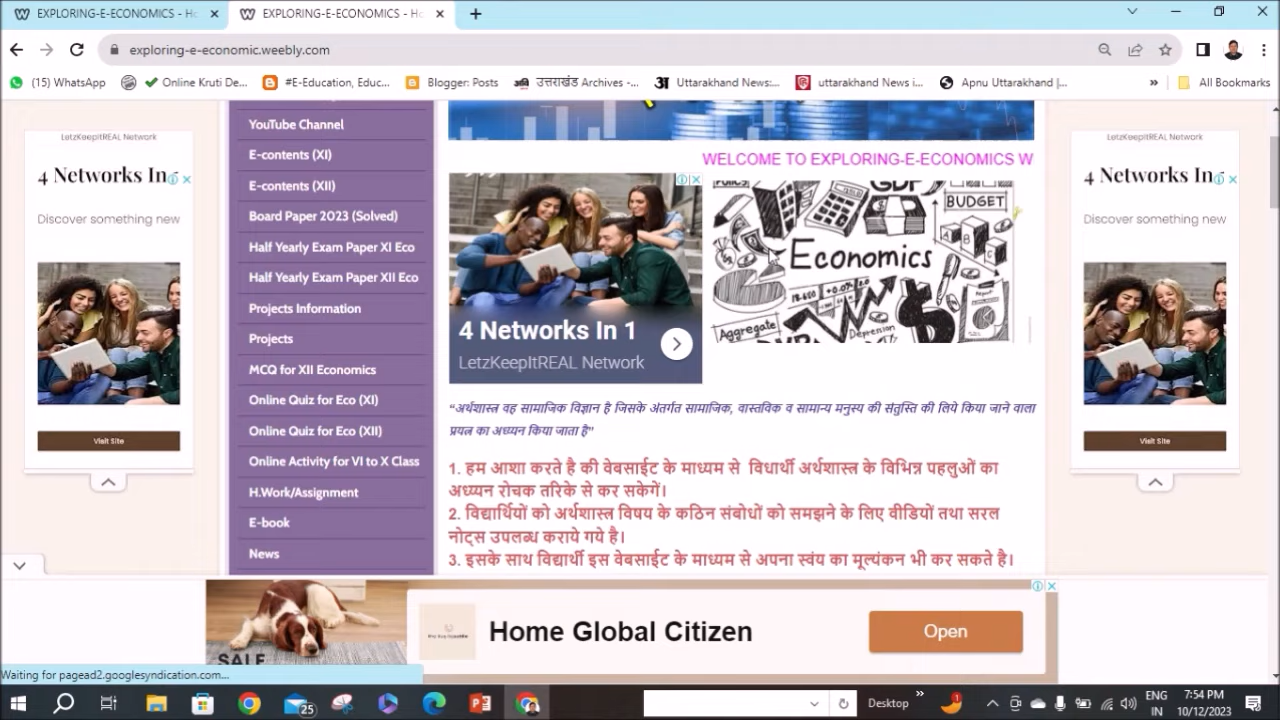 EXPLORING-E-ECONOMICS - Ho
EXPLORING-E-ECONOMICS - Ho
exploring-e-economic.weebly.com
(15) WhatsApp
Online Kruti De...
#E-Education, Educ...
Blogger: Posts
उत्तराखंड Archives -...
Uttarakhand News:...
uttarakhand News i...
Apnu Uttarakhand |...
»
All Bookmarks
LetzKeepItREAL Network
4 Networks In
Discover something new
Visit Site
YouTube Channel
E-contents (XI)
E-contents (XII)
Board Paper 2023 (Solved)
Half Yearly Exam Paper XI Eco
Half Yearly Exam Paper XII Eco
Projects Information
Projects
MCQ for XII Economics
Online Quiz for Eco (XI)
Online Quiz for Eco (XII)
Online Activity for VI to X Class
H.Work/Assignment
E-book
News
WELCOME TO EXPLORING-E-ECONOMICS W
4 Networks In 1
LetzKeepItREAL Network
GDP
BUDGET
Economics
Report
Aggregate
Depression
“अर्थशास्त्र वह सामाजिक विज्ञान है जिसके अंतर्गत सामाजिक, वास्तविक व सामान्य मनुष्य की संतुस्ति की लिये किया जाने वाला
प्रयत्न का अध्यन किया जाता है”
1. हम आशा करते है की वेबसाईट के माध्यम से विधार्थी अर्थशास्त्र के विभिन्न पहलुओं का
अध्य्यन रोचक तरिके से कर सकेगें।
2. विद्यार्थियों को अर्थशास्त्र विषय के कठिन संबोधों को समझने के लिए वीडियों तथा सरल
नोट्स उपलब्ध कराये गये है।
3. इसके साथ विद्यार्थी इस वेबसाईट के माध्यम से अपना स्वंय का मूल्यंकन भी कर सकते है।
LetzKeepItREAL Network
4 Networks In
Discover something new
Visit Site
SALE
Home Global Citizen
Open
Waiting for pagead2.googlesyndication.com...
25
Desktop
»
1
ENG
IN
7:54 PM
10/12/2023